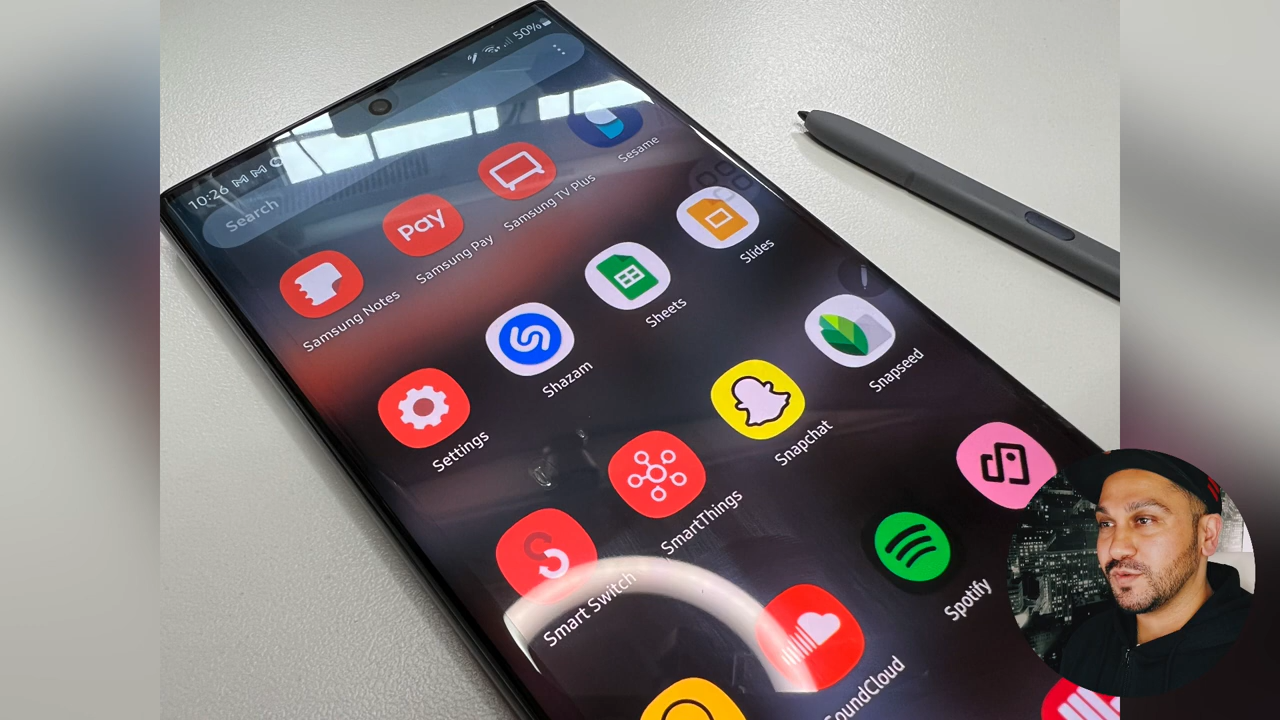 10:26
50%
Search
pay
Samsung Notes
Samsung Pay
Samsung TV Plus
Sesame
Settings
Shazam
Sheets
Slides
Smart Switch
SmartThings
Snapchat
Snapseed
SoundCloud
Spotify